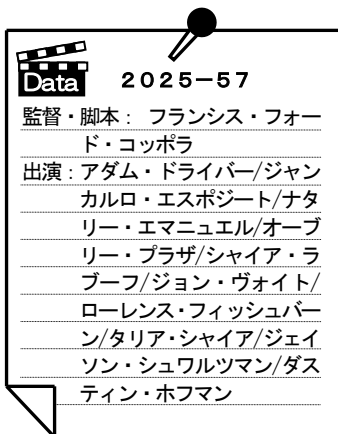 Data ２０２５－５７
監督・脚本： フランシス・フォー
ド・コッポラ
出演：アダム・ドライバー/ジャン
カルロ・エスポジート/ナタ
リー・エマニュエル/オーブ
リー・プラザ/シャイア・ラ
ブーフ/ジョン・ヴォイト/
ローレンス・フィッシュバー
ン/タリア・シャイア/ジェイ
ソン・シュワルツマン/ダス
ティン・ホフマン